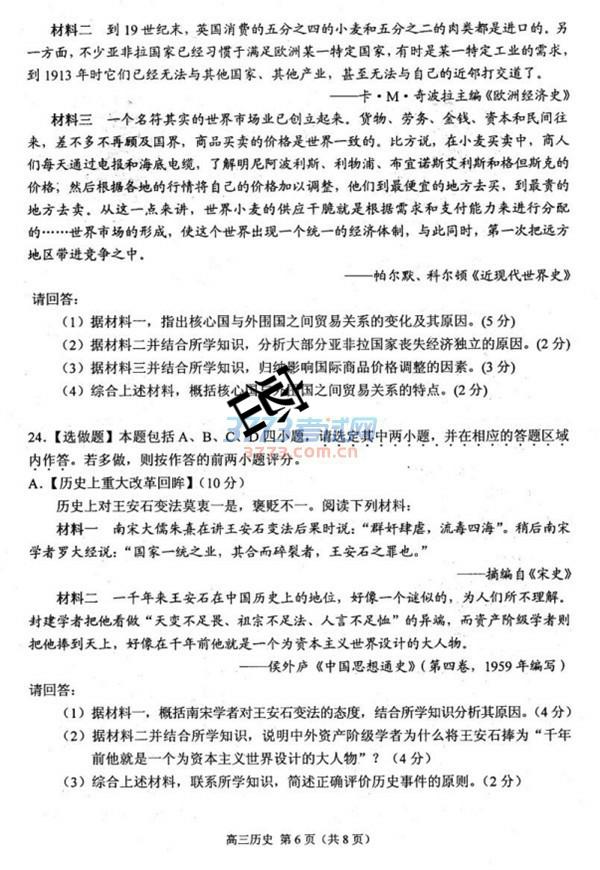 材料二 到19世纪末，英国消费的五分之四的小麦和五分之二的肉类都是进口的。另
一方面，不少亚非拉国家已经习惯于满足欧洲某一特定国家，有时是某一特定工业的需求，
到1913年时它们已经无法与其他国家、其他产业，甚至无法与自己的近邻打交道了。
——卡·M·奇波拉主编《欧洲经济史》
材料三 一个名符其实的世界市场业已创立起来。货物、劳务、金钱、资本和民间往
来，差不多不再顾及国界，商品买卖的价格是世界一致的。比方说，在小麦买卖中，商人
们每天通过电报和海底电缆，了解明尼阿波利斯、利物浦、布宜诺斯艾利斯和格但斯克的
价格，然后根据各地的行情将自己的价格加以调整，他们到最便宜的地方去买，到最贵的
地方去卖。从这一点来讲，世界小麦的供应干脆就是根据需求和支付能力来进行分配
的……世界市场的形成，使这个世界出现一个统一的经济体制，与此同时，第一次把远方
地区带进竞争之中。
——帕尔默、科尔顿《近现代世界史》
请回答：
（1）据材料一，指出核心国与外围国之间贸易关系的变化及其原因。(5 分)
（2）据材料二并结合所学知识，分析大部分亚非拉国家丧失经济独立的原因。(2 分)
（3）据材料三并结合所学知识，归纳影响国际商品价格调整的因素。(3 分)
（4）综合上述材料，概括核心国与外围国之间贸易关系的特点。(2 分)
24.【选做题】本题包括 A、B、C、D 四小题，请选定其中两小题，并在相应的答题区域
内作答。若多做，则按作答的前两小题评分。
3773考试网
3773.com.cn
A.【历史上重大改革回眸】(10 分)
历史上对王安石变法莫衷一是，褒贬不一。阅读下列材料：
材料一 南宋大儒朱熹在讲王安石变法后果时说：“群奸肆虐，流毒四海”。稍后南宋
学者罗大经说：“国家一统之业，其合而碎裂者，王安石之罪也。”
——摘编自《宋史》
材料二 一千年来王安石在中国历史上的地位，好像一个谜似的，为人们所不理解。
封建学者把他看做“天变不足畏、祖宗不足法、人言不足恤”的异端，而资产阶级学者则
把他捧到天上，好像在千年前他就是一个为资本主义世界设计的大人物。
——侯外庐《中国思想通史》（第四卷，1959 年编写）
请回答：
（1）据材料一，概括南宋学者对王安石变法的态度，结合所学知识分析其原因。(4 分)
（2）据材料二并结合所学知识，说明中外资产阶级学者为什么将王安石捧为“千年
前他就是一个为资本主义世界设计的大人物”？（4 分）
（3）综合上述材料，联系所学知识，简述正确评价历史事件的原则。(2 分)
高三历史 第 6 页（共 8 页）